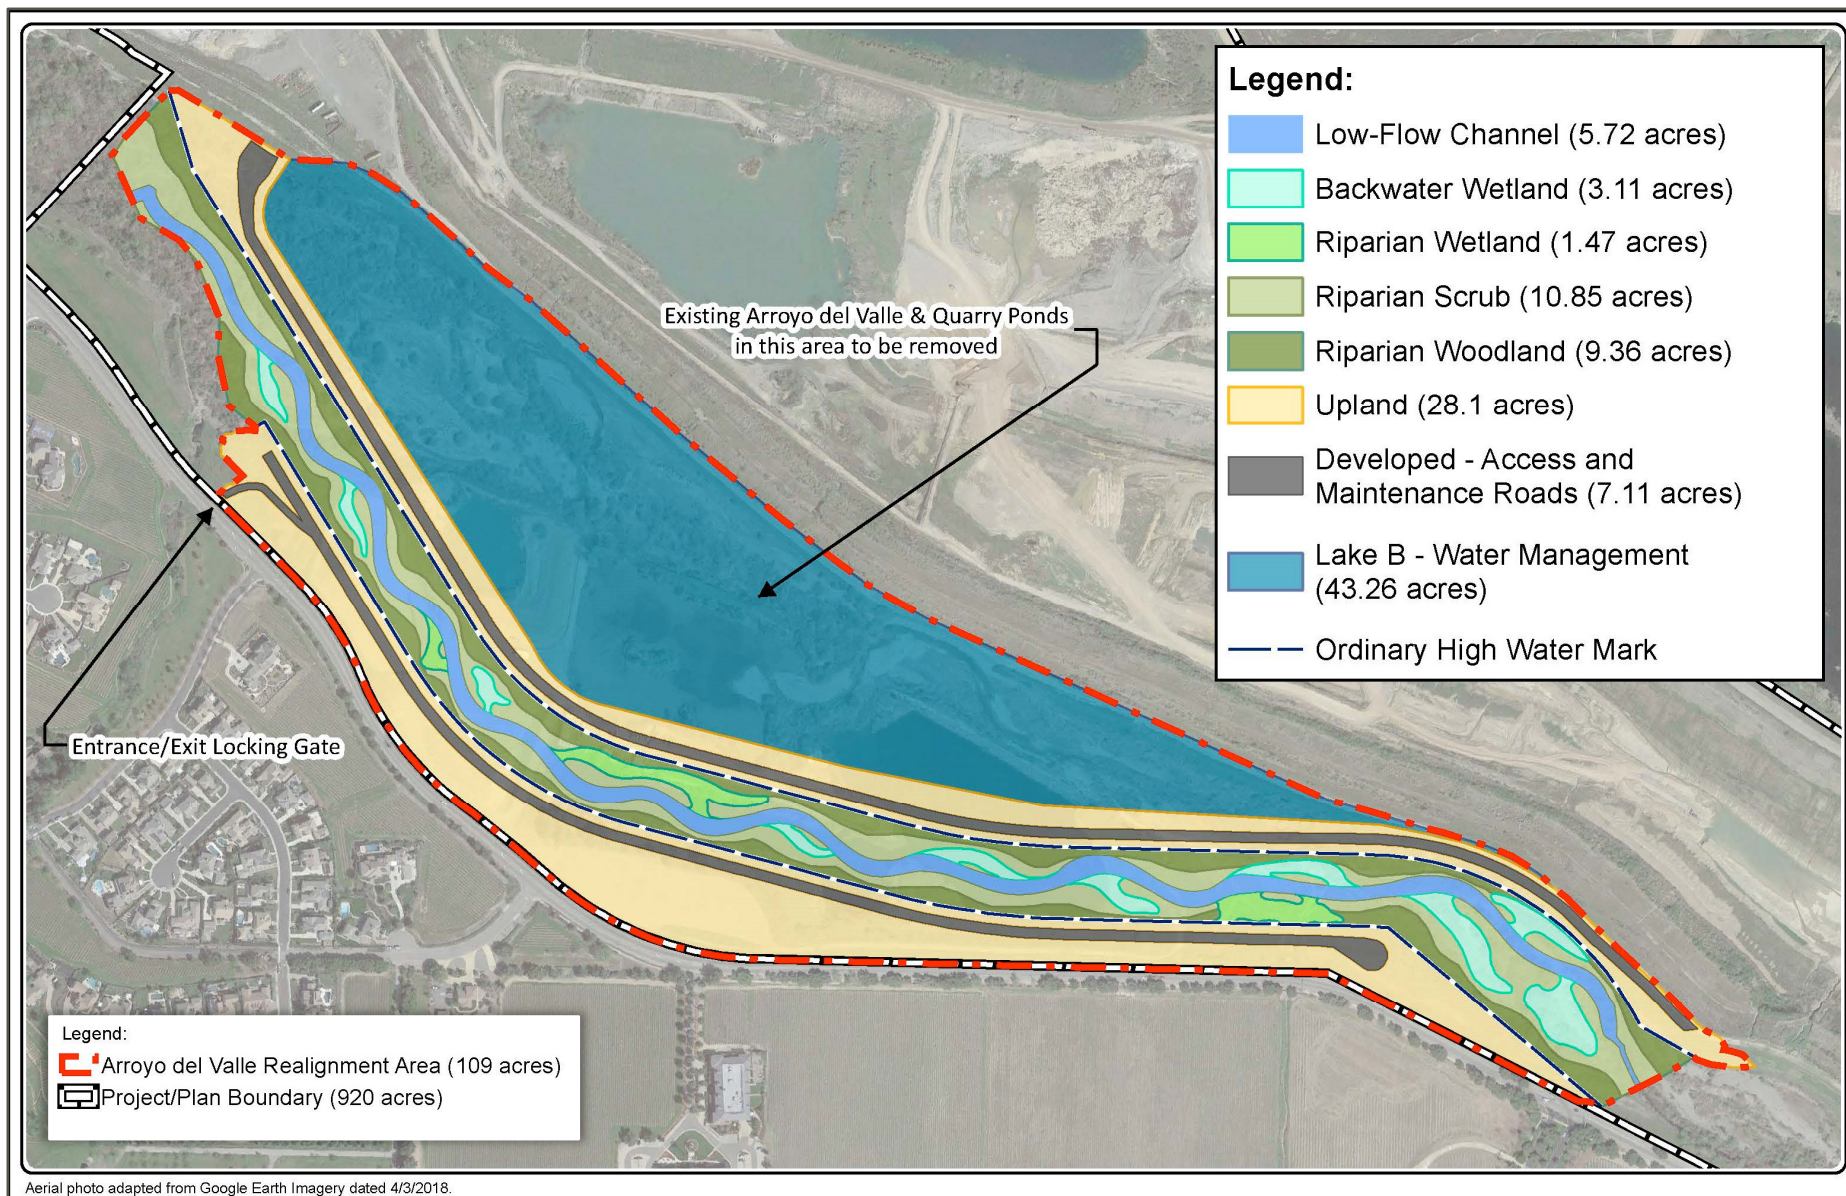 Legend:
Low-Flow Channel (5.72 acres)
Backwater Wetland (3.11 acres)
Riparian Wetland (1.47 acres)
Riparian Scrub (10.85 acres)
Riparian Woodland (9.36 acres)
Upland (28.1 acres)
Developed - Access and
Maintenance Roads (7.11 acres)
Lake B - Water Management
(43.26 acres)
Ordinary High Water Mark
Existing Arroyo del Valle & Quarry Ponds
in this area to be removed
Entrance/Exit Locking Gate
Legend:
Arroyo del Valle Realignment Area (109 acres)
Project/Plan Boundary (920 acres)
Aerial photo adapted from Google Earth Imagery dated 4/3/2018.